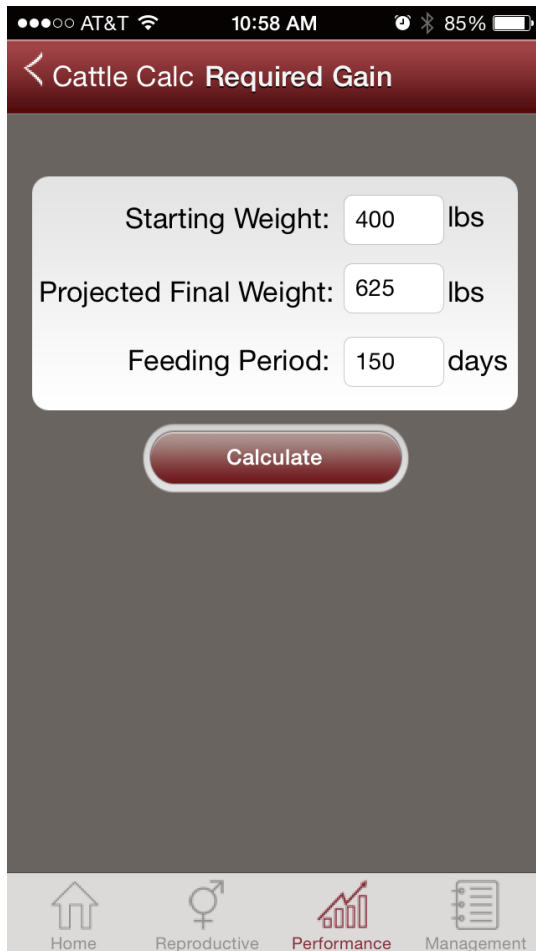 AT&T 10:58 AM 85%
Cattle Calc Required Gain
Starting Weight: 400 lbs
Projected Final Weight: 625 lbs
Feeding Period: 150 days
Calculate
Home Reproductive Performance Management